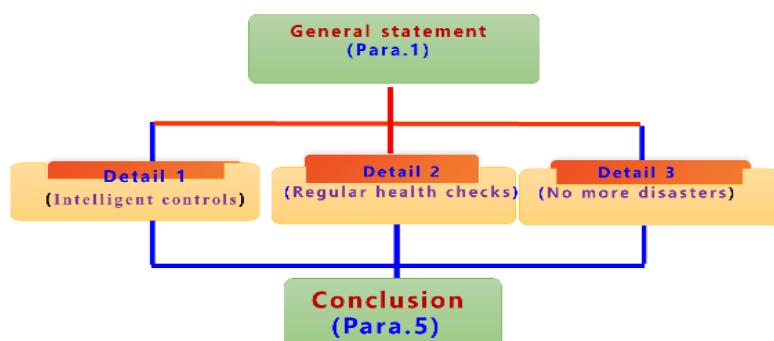 General statement
(Para.1)
Detail 1
(Intelligent controls)
Detail 2
(Regular health checks)
Detail 3
(No more disasters)
Conclusion
(Para.5)